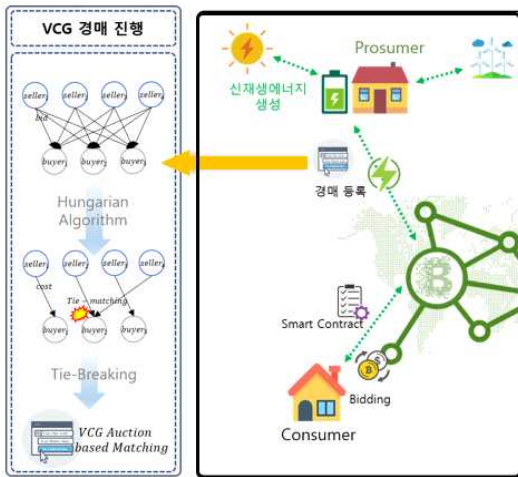 VCG 경매 진행
seller seller seller seller
bid
buyer buyer buyer
Hungarian
Algorithm
seller seller seller seller
cost
Tie − matching
buyer buyer buyer
Tie-Breaking
VCG Auction
based Matching
Prosumer
신재생에너지
생성
경매 등록
Smart Contract
Bidding
Consumer